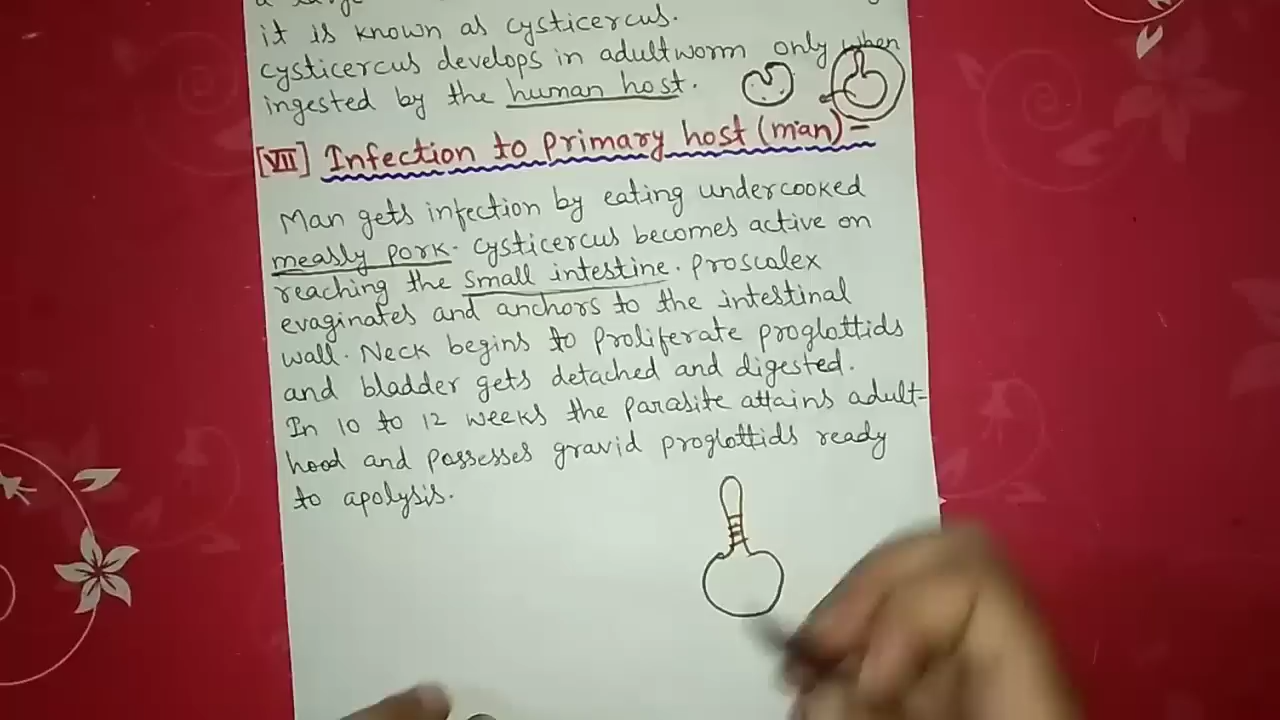 a large
it is known as cysticercus.
cysticercus develops in adultworm only when
ingested by the human host.
[VII] Infection to primary host (man) -
Man gets infection by eating undercooked
measly pork. Cysticercus becomes active on
reaching the small intestine. Proscolex
evaginates and anchors to the intestinal
wall. Neck begins to proliferate proglottids
and bladder gets detached and digested.
In 10 to 12 weeks the parasite attains adult-
hood and possesses gravid proglottids ready
to apolysis.